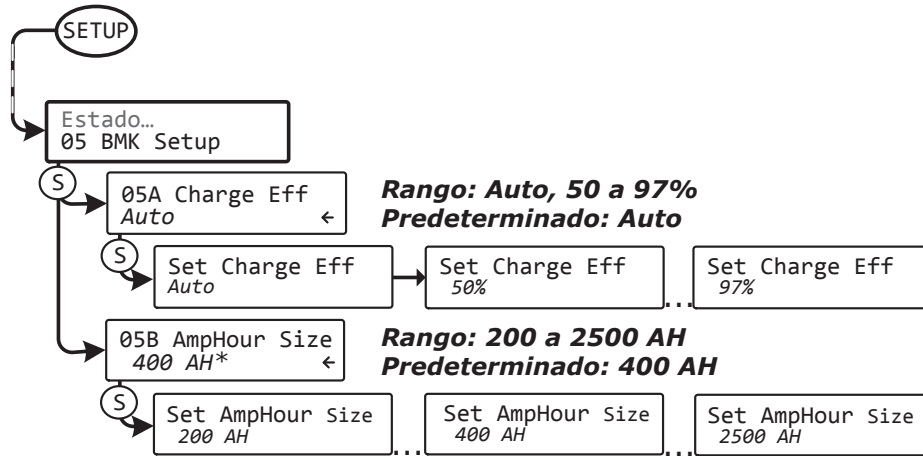 SETUP
Estado…
05 BMK Setup
S
05A Charge Eff
Auto ←
Rango: Auto, 50 a 97%
Predeterminado: Auto
S
Set Charge Eff
Auto
Set Charge Eff
50%
...
Set Charge Eff
97%
05B AmpHour Size
400 AH* ←
Rango: 200 a 2500 AH
Predeterminado: 400 AH
S
Set AmpHour Size
200 AH
...
Set AmpHour Size
400 AH
...
Set AmpHour Size
2500 AH